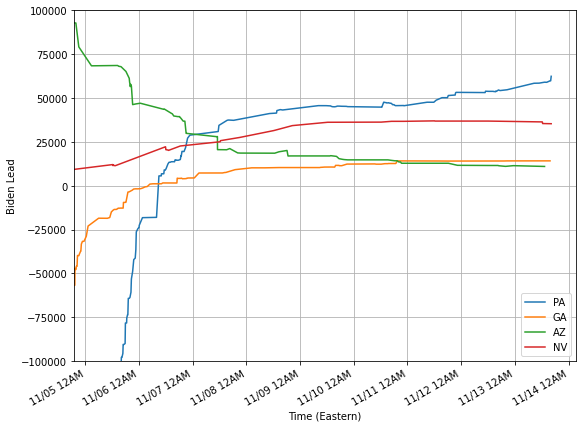 100000
75000
50000
25000
0
−25000
−50000
−75000
−100000
Biden Lead
11/05 12AM
11/06 12AM
11/07 12AM
11/08 12AM
11/09 12AM
11/10 12AM
11/11 12AM
11/12 12AM
11/13 12AM
11/14 12AM
Time (Eastern)
PA
GA
AZ
NV